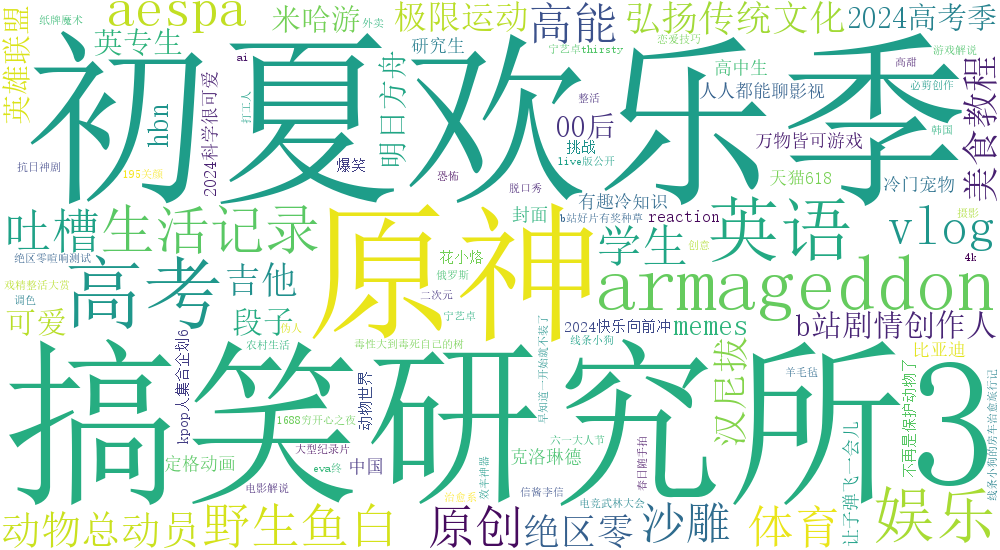 纸牌魔术
aespa
外卖
米哈游
极限运动
高能
弘扬传统文化
2024高考季
英雄联盟
英专生
ai
研究生
宁艺卓thirsty
恋爱技巧
游戏解说
初夏欢乐季
打工人
高中生
高甜
必剪创作
hbn
2024科学很可爱
明日方舟
整活
人人都能聊影视
美食教程
00后
韩国
抗日神剧
195关颜
爆笑
恐怖
挑战
live版公开
万物皆可游戏
脱口秀
天猫618
冷门宠物
吐槽
生活记录
原神
封面
有趣冷知识
b站好片有奖种草
reaction
英语
vlog
摄影
学生
创意
4k
绝区零喧响测试
高考
吉他
花小烙
俄罗斯
armageddon
戏精整活大赏
调色
二次元
可爱
段子
伤人
宁艺卓
2024快乐向前冲
memes
b站剧情创作人
kpop人集合企划6
农村生活
毒性大到毒死自己的树
早知道一开始就不装了
线条小狗
汉尼拔
比亚迪
搞笑研究所3
动物世界
羊毛毡
不再是保护动物了
线条小狗的房车治愈旅行记
1688穷开心之夜
大型纪录片
六一大人节
春日随手拍
让子弹飞一会儿
定格动画
eva终
中国
克洛琳德
效率神器
电影解说
治愈系
信酱字信
电竞武林大会
动物总动员
野生鱼白
原创
绝区零
沙雕
体育
娱乐